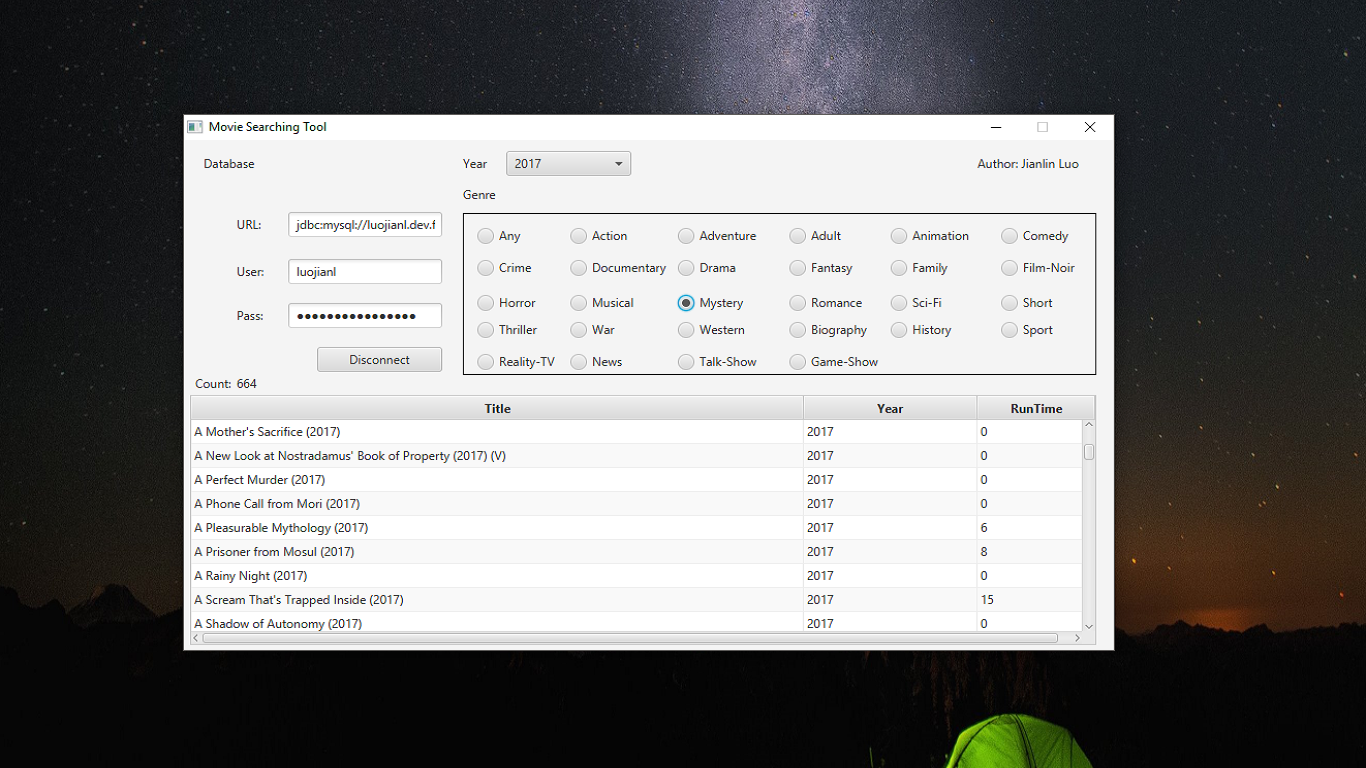 Movie Searching Tool
Database
Year 2017
Author: Jianlin Luo
Genre
URL: jdbc:mysql://luojianl.dev.f
User: luojianl
Pass: ●●●●●●●●●●●●●●●●
Disconnect
Any Action Adventure Adult Animation Comedy
Crime Documentary Drama Fantasy Family Film-Noir
Horror Musical Mystery Romance Sci-Fi Short
Thriller War Western Biography History Sport
Reality-TV News Talk-Show Game-Show
Count: 664
Title Year RunTime
A Mother's Sacrifice (2017) 2017 0
A New Look at Nostradamus' Book of Property (2017) (V) 2017 0
A Perfect Murder (2017) 2017 0
A Phone Call from Mori (2017) 2017 0
A Pleasurable Mythology (2017) 2017 6
A Prisoner from Mosul (2017) 2017 8
A Rainy Night (2017) 2017 0
A Scream That's Trapped Inside (2017) 2017 15
A Shadow of Autonomy (2017) 2017 0